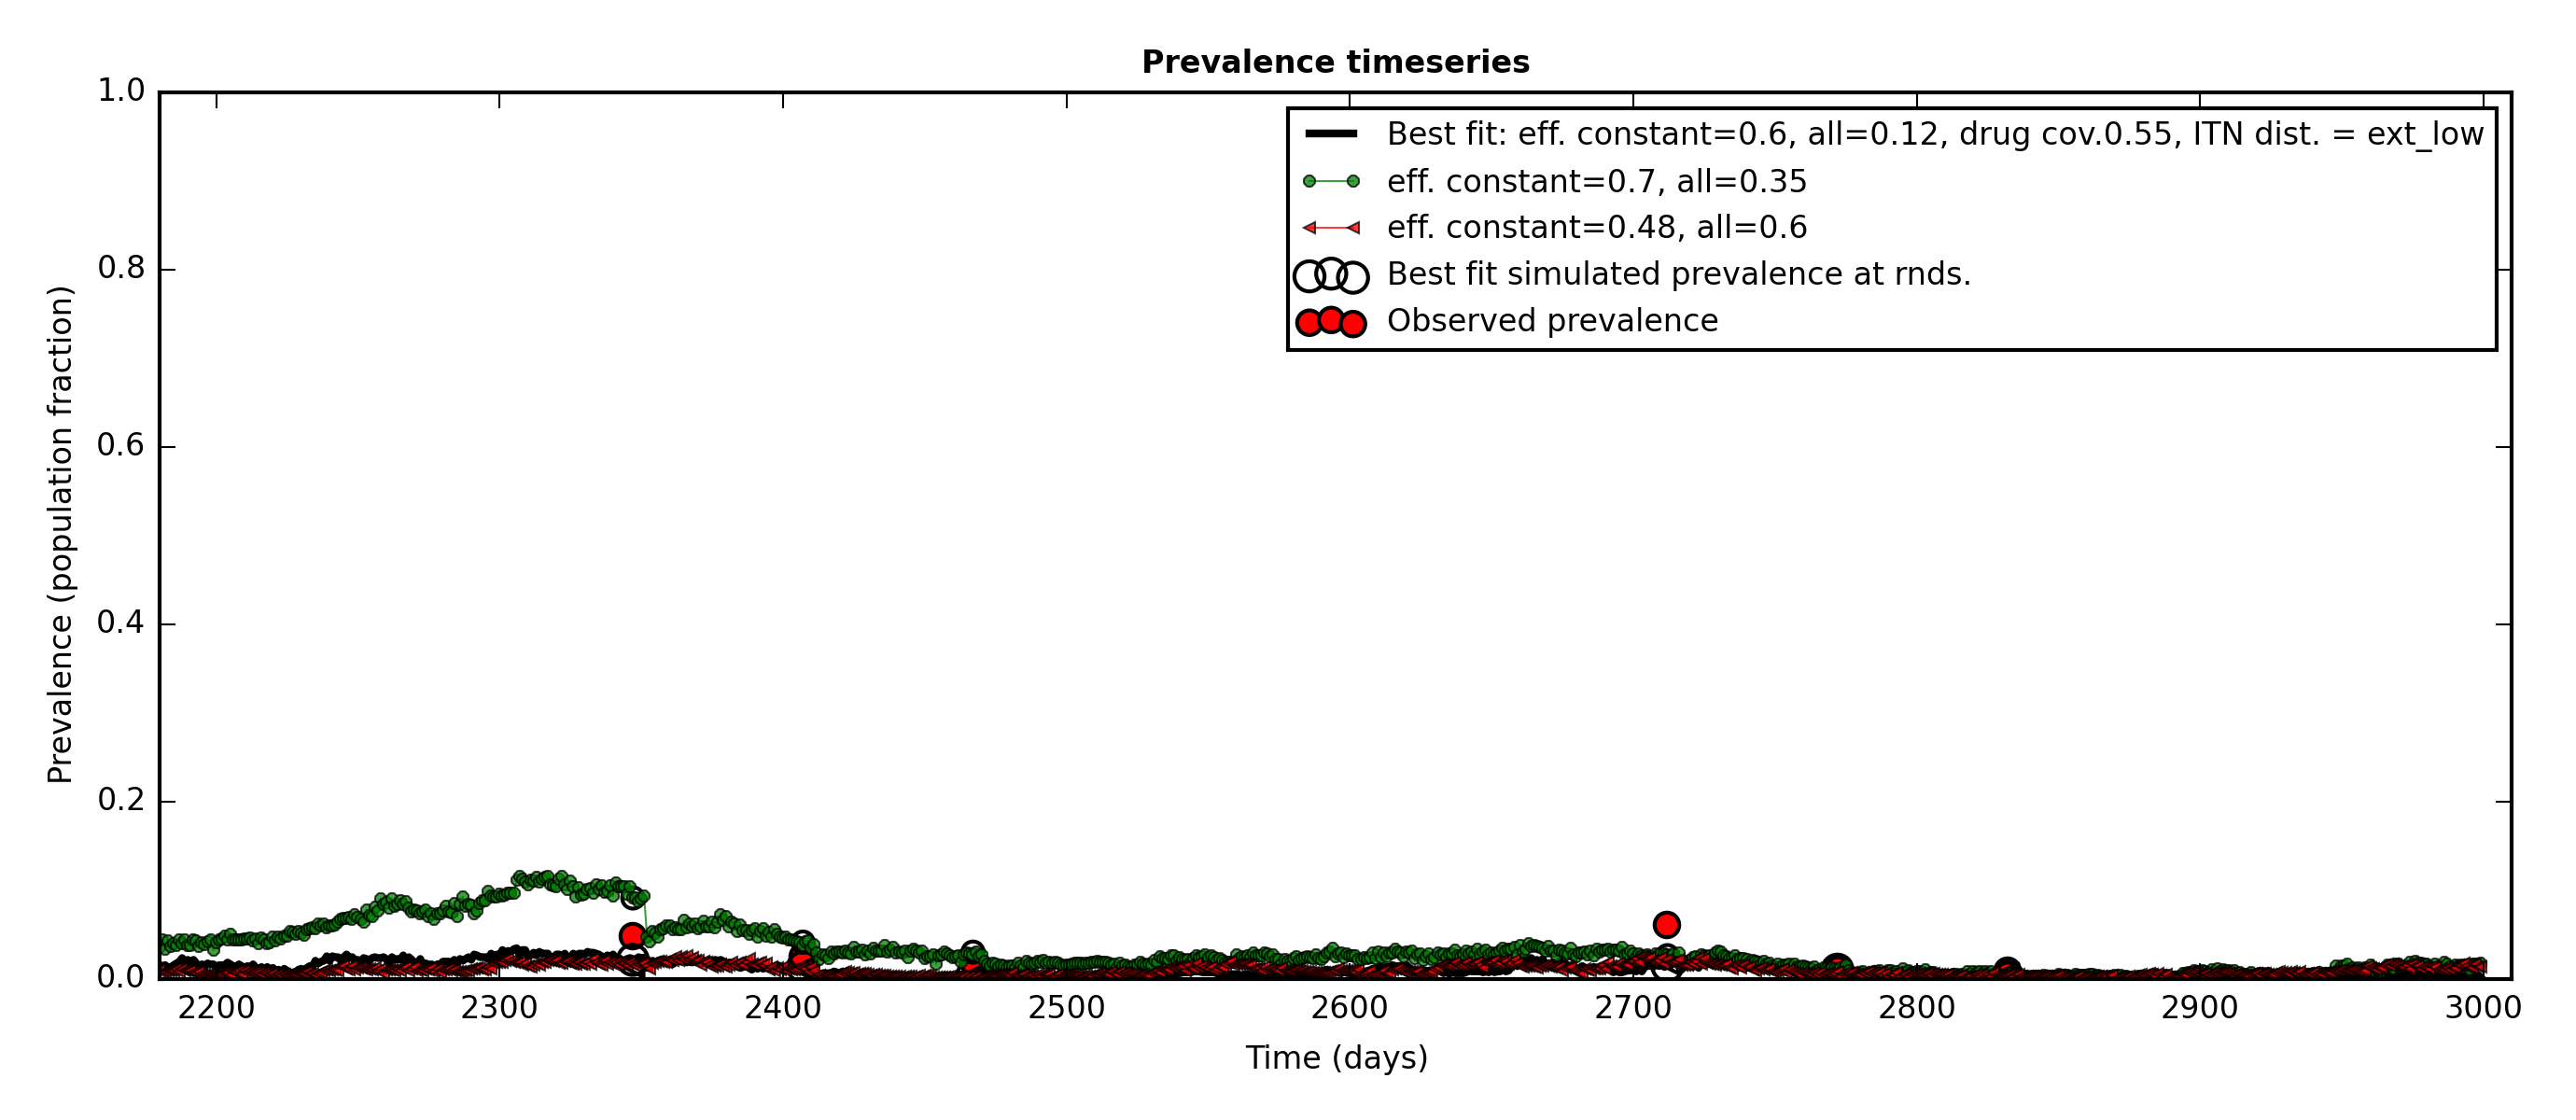 Prevalence timeseries
1.0
0.8
0.6
0.4
0.2
0.0
Prevalence (population fraction)
Best fit: eff. constant=0.6, all=0.12, drug cov.0.55, ITN dist. = ext_low
eff. constant=0.7, all=0.35
eff. constant=0.48, all=0.6
Best fit simulated prevalence at rnds.
Observed prevalence
2200 2300 2400 2500 2600 2700 2800 2900 3000
Time (days)